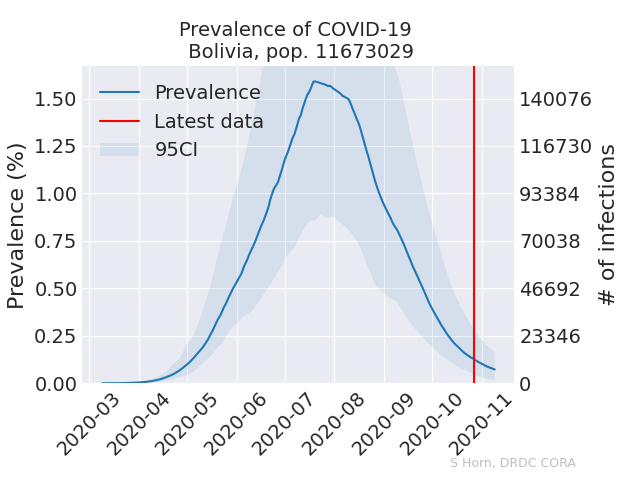 Prevalence of COVID-19
Bolivia, pop. 11673029
Prevalence
Latest data
95CI
Prevalence (%)
1.50
1.25
1.00
0.75
0.50
0.25
0.00
140076
116730
93384
70038
46692
23346
0
# of infections
2020-03
2020-04
2020-05
2020-06
2020-07
2020-08
2020-09
2020-10
2020-11
S Horn, DRDC CORA